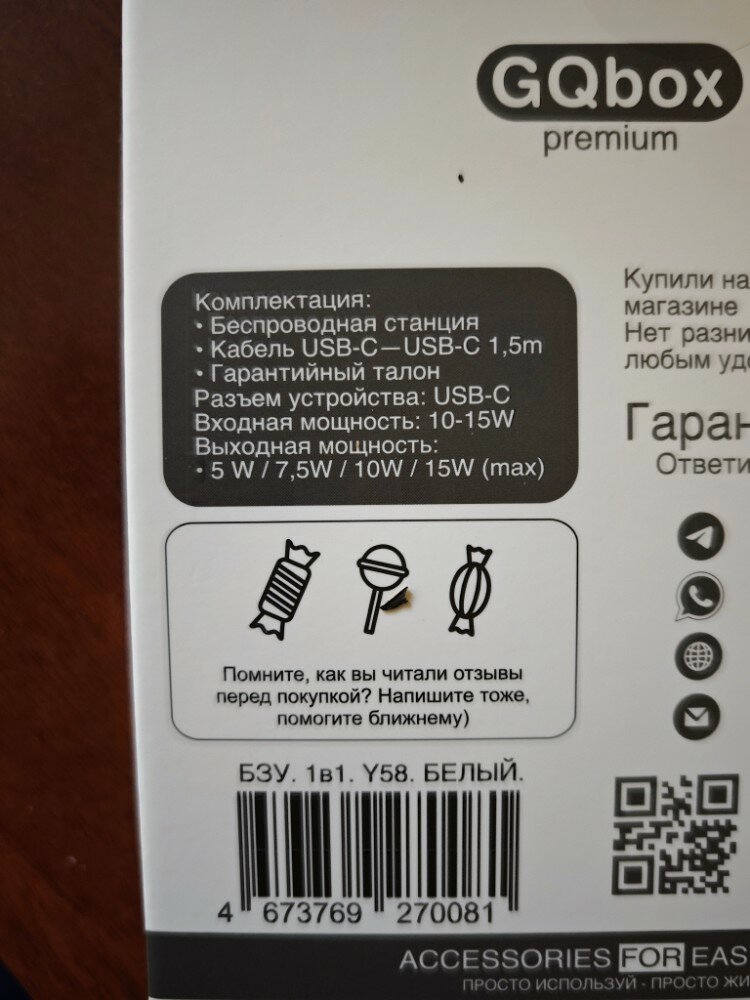 GQbox
premium
Комплектация:
• Беспроводная станция
• Кабель USB-C—USB-C 1,5m
• Гарантийный талон
Разъем устройства: USB-C
Входная мощность: 10-15W
Выходная мощность:
• 5 W / 7,5W / 10W / 15W (max)
Купили на
магазине
Нет разни
любым удо
Гаран
Ответи
Помните, как вы читали отзывы
перед покупкой? Напишите тоже,
помогите ближнему)
БЗУ. 1в1. Y58. БЕЛЫЙ.
4 673769 270081
ACCESSORIES FOR EAS
ПРОСТО ИСПОЛЬЗУЙ - ПРОСТО ЖИ